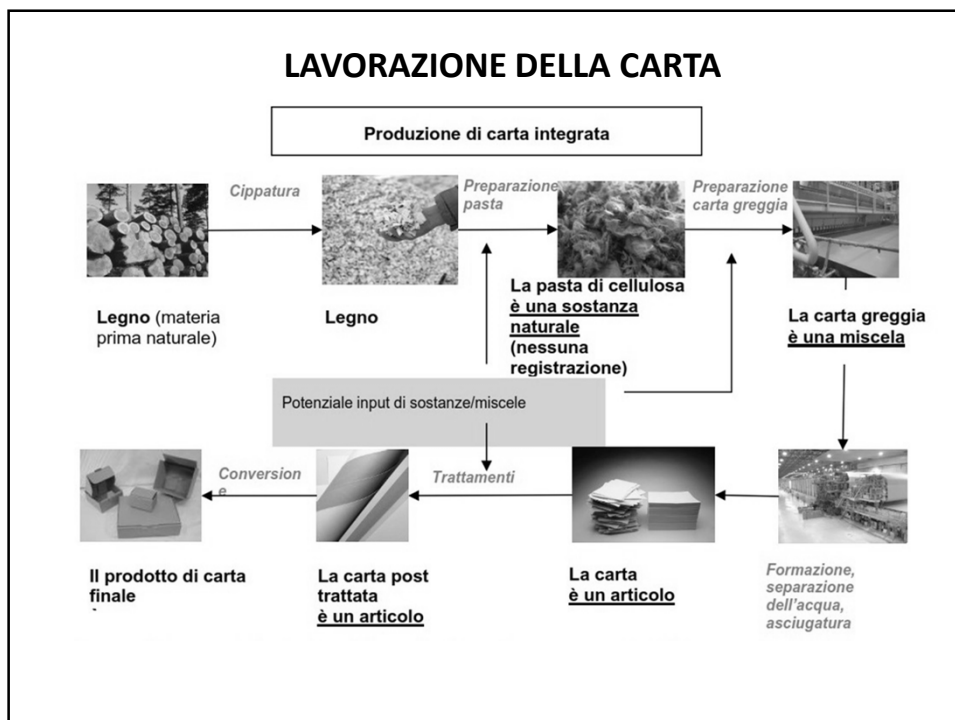 LAVORAZIONE DELLA CARTA
Produzione di carta integrata
Cippatura
Preparazione
pasta
Preparazione
carta greggia
Legno (materia
prima naturale)
Legno
La pasta di cellulosa
è una sostanza
naturale
(nessuna
registrazione)
La carta greggia
è una miscela
Potenziale input di sostanze/miscele
Conversion
e
Trattamenti
Il prodotto di carta
finale
La carta post
trattata
è un articolo
La carta
è un articolo
Formazione,
separazione
dell'acqua,
asciugatura